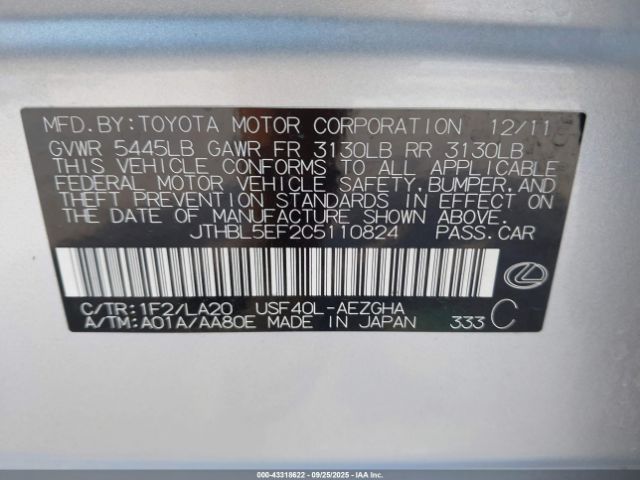 MFD.BY:TOYOTA MOTOR CORPORATION 12/11
GVWR 5445LB GAWR FR 3130LB RR 3130LB
THIS VEHICLE CONFORMS TO ALL APPLICABLE
FEDERAL MOTOR VEHICLE SAFETY,BUMPER,AND
THEFT PREVENTION STANDARDS IN EFFECT ON
THE DATE OF MANUFACTURE SHOWN ABOVE.
JTHBL5EF2C5110824 PASS.CAR
C/TR:1F2/LA20 USF40L-AEZGHA
A/TM:A01A/AA80E MADE IN JAPAN 333 C
000-43318622 09/25/2025 IAAI.COM